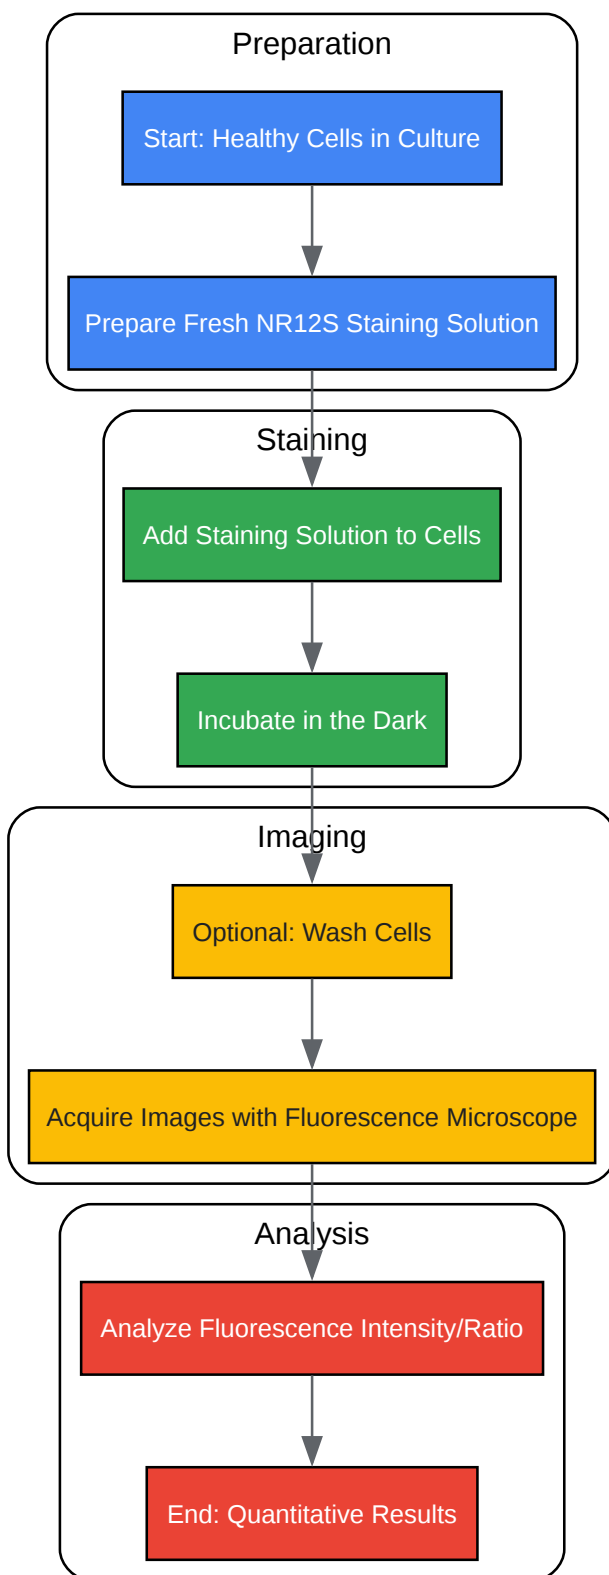 Preparation
Start: Healthy Cells in Culture
Prepare Fresh NR12S Staining Solution
Staining
Add Staining Solution to Cells
Incubate in the Dark
Imaging
Optional: Wash Cells
Acquire Images with Fluorescence Microscope
Analysis
Analyze Fluorescence Intensity/Ratio
End: Quantitative Results